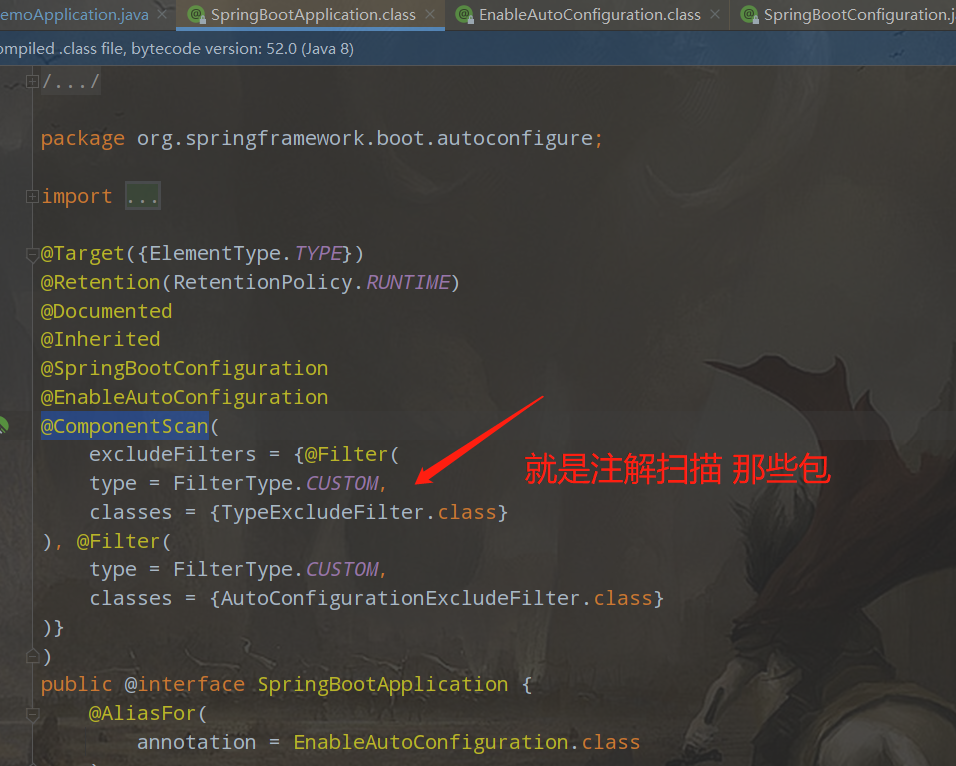 emoApplication.java × SpringBootApplication.class × EnableAutoConfiguration.class × SpringBootConfiguration.j
ompiled .class file, bytecode version: 52.0 (Java 8)
/.../
package org.springframework.boot.autoconfigure;
import ...
@Target({ElementType.TYPE})
@Retention(RetentionPolicy.RUNTIME)
@Documented
@Inherited
@SpringBootConfiguration
@EnableAutoConfiguration
@ComponentScan(
excludeFilters = {@Filter(
type = FilterType.CUSTOM,
就是注解扫描 那些包
classes = {TypeExcludeFilter.class}
), @Filter(
type = FilterType.CUSTOM,
classes = {AutoConfigurationExcludeFilter.class}
)}
)
public @interface SpringBootApplication {
@AliasFor(
annotation = EnableAutoConfiguration.class